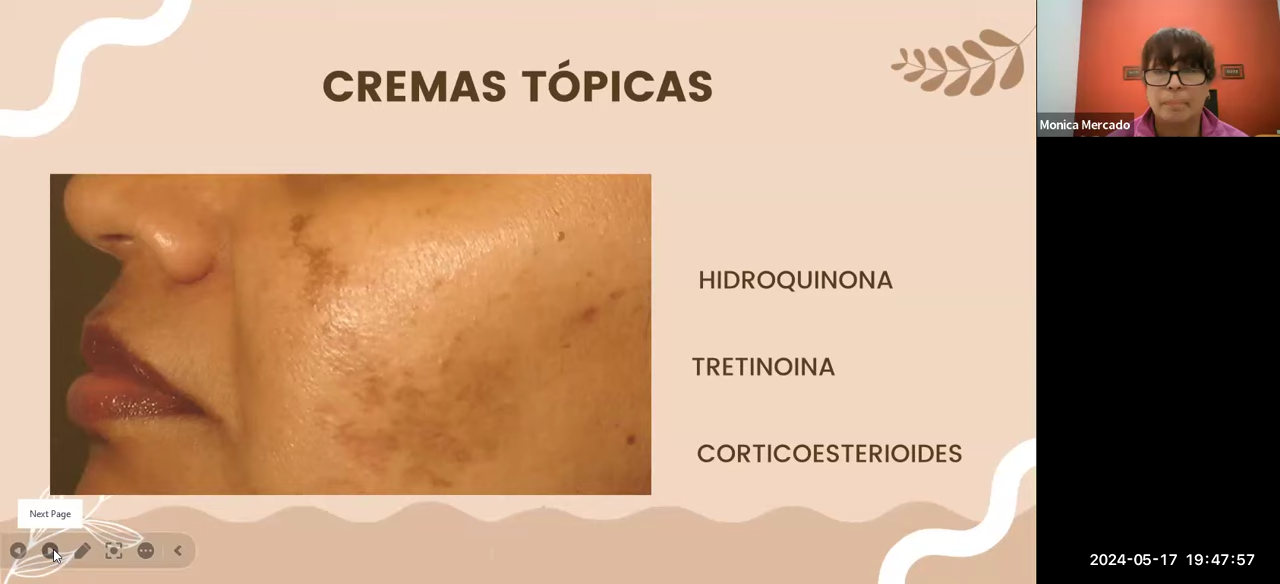 CREMAS TÓPICAS
Monica Mercado
HIDROQUINONA
TRETINOINA
CORTICOESTERIOIDES
Next Page
2024-05-17 19:47:57